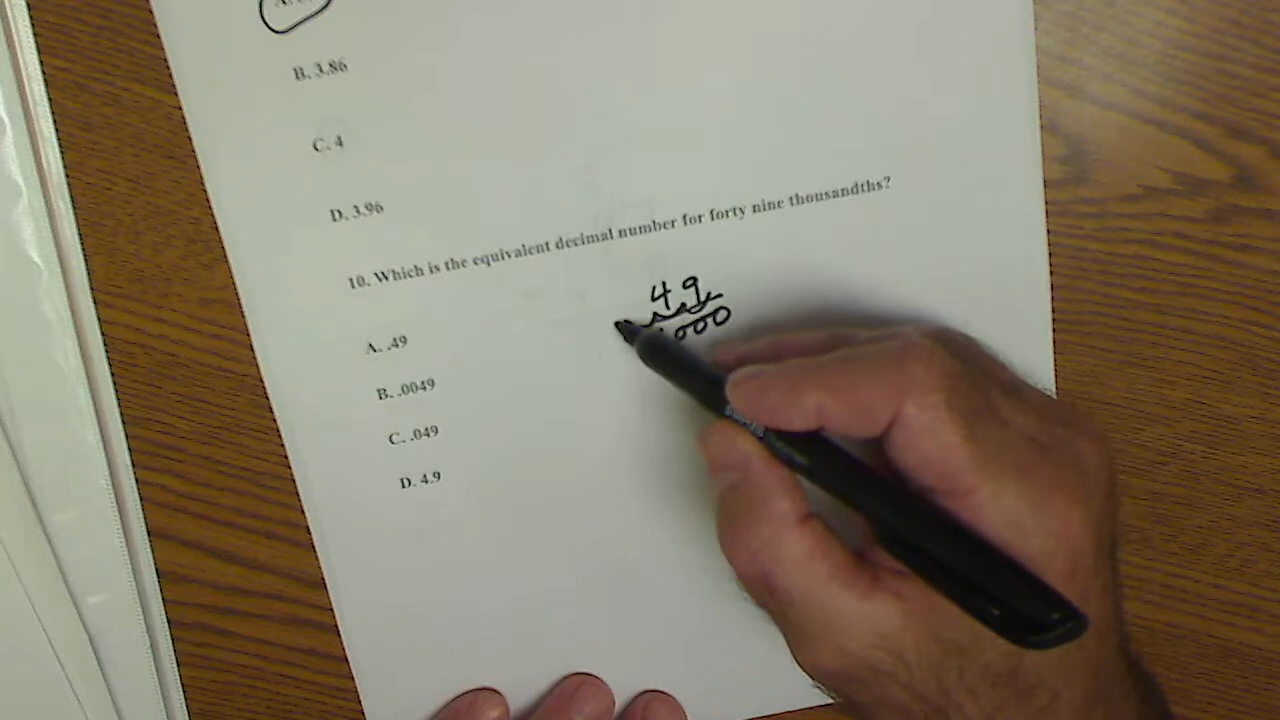 B. 3.86
C. 4
D. 3.96
10. Which is the equivalent decimal number for forty nine thousandths?
49
000
A. .49
B. .0049
C. .049
D. 4.9